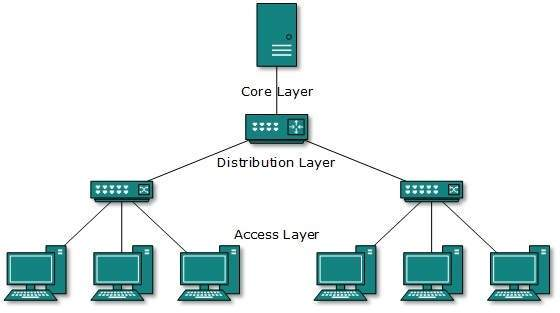 Core Layer
Distribution Layer
Access Layer